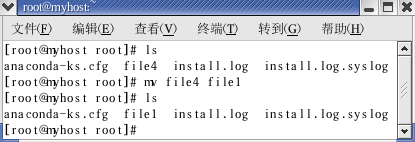 root@myhost:~
文件(F) 编辑(E) 查看(V) 终端(T) 转到(G) 帮助(H)
[root@myhost root]# ls
anaconda-ks.cfg file4 install.log install.log.syslog
[root@myhost root]# mv file4 file1
[root@myhost root]# ls
anaconda-ks.cfg file1 install.log install.log.syslog
[root@myhost root]#